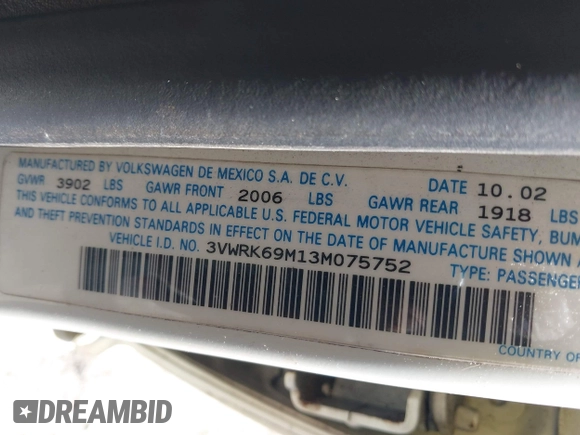 MANUFACTURED BY VOLKSWAGEN DE MEXICO S.A. DE C.V. DATE 10.02
GVWR 3902 LBS GAWR FRONT 2006 LBS GAWR REAR 1918 LBS
THIS VEHICLE CONFORMS TO ALL APPLICABLE U.S. FEDERAL MOTOR VEHICLE SAFETY, BUM
AND THEFT PREVENTION STANDARDS IN EFFECT ON THE DATE OF MANUFACTURE SHOWN A
VEHICLE I.D. NO. 3VWRK69M13M075752 TYPE: PASSENGE
COUNTRY OF
DREAMBID